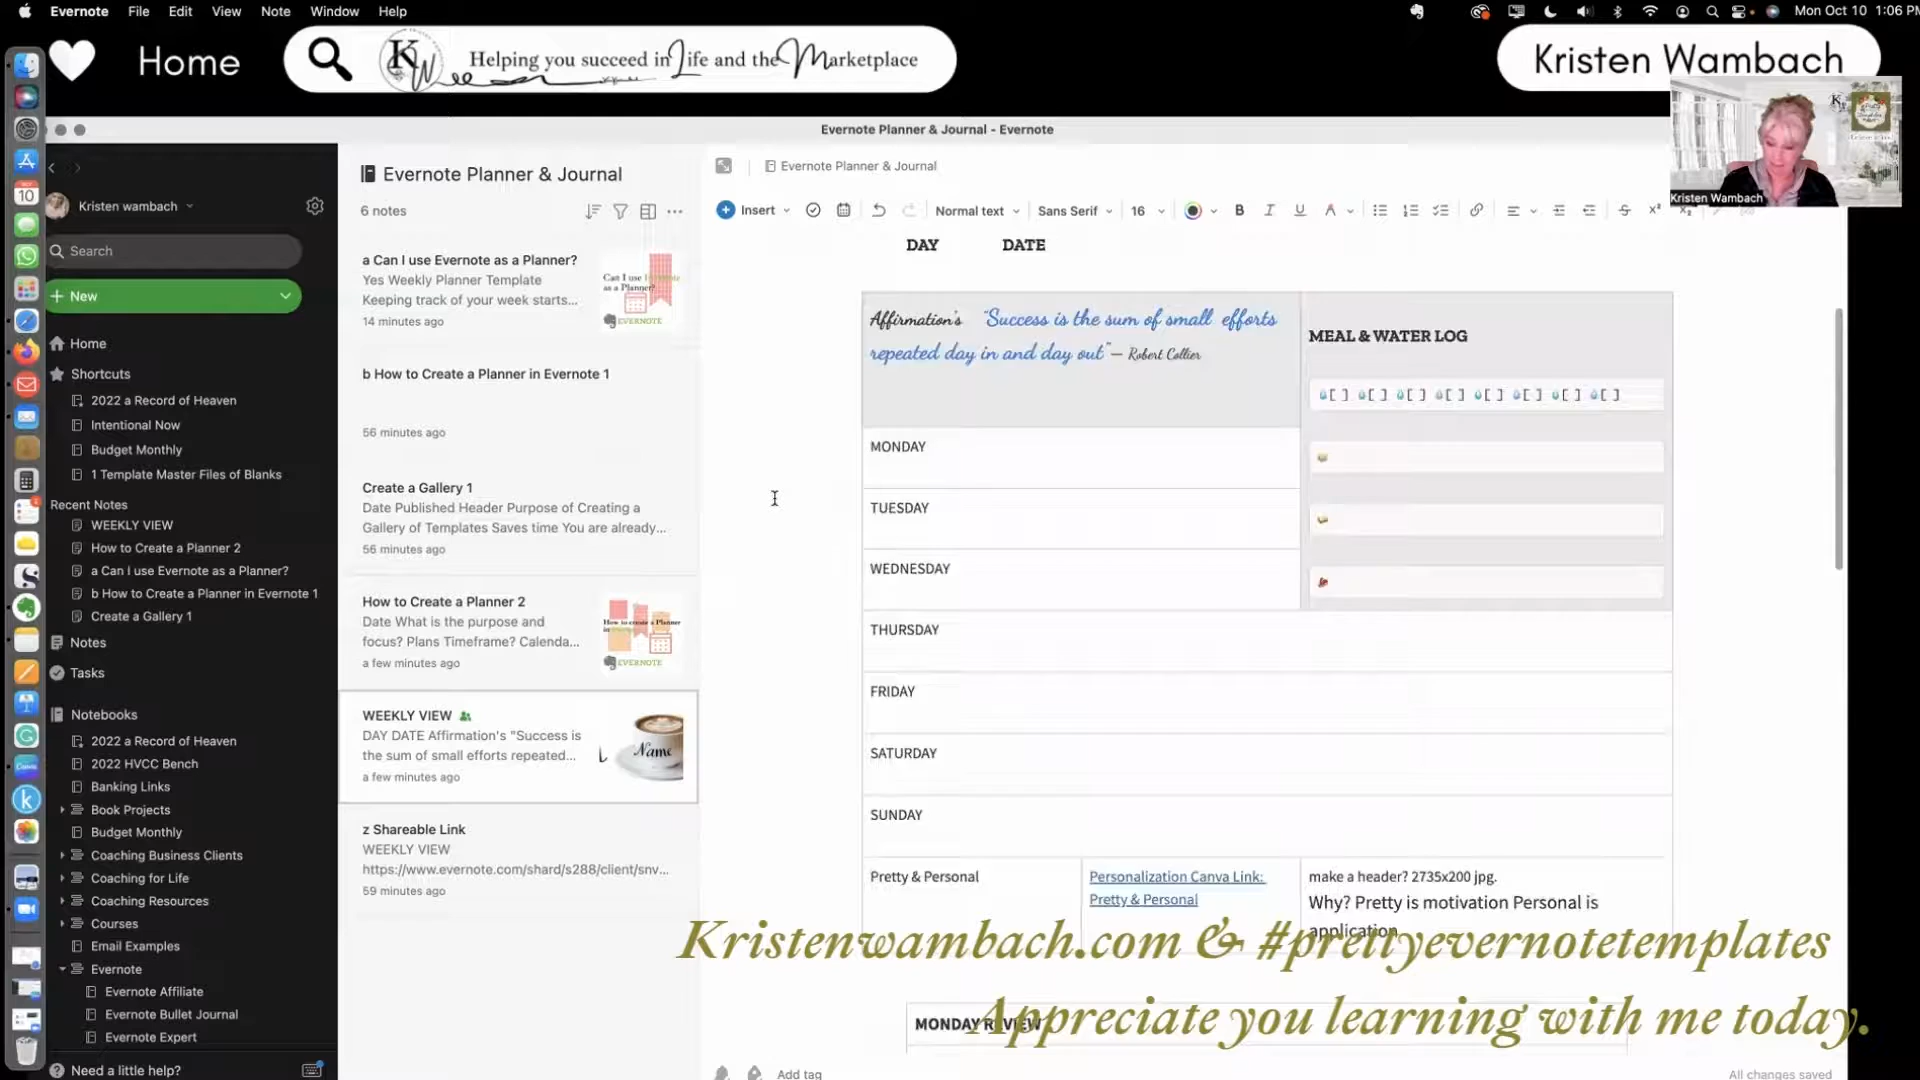 Evernote File Edit View Note Window Help
Mon Oct 10 1:06 PM
Home
Helping you succeed in Life and the Marketplace
Kristen Wambach
Kristen Wambach
Evernote Planner & Journal - Evernote
Kristen wambach
Search
New
Home
Shortcuts
2022 a Record of Heaven
Intentional Now
Budget Monthly
1 Template Master Files of Blanks
Recent Notes
WEEKLY VIEW
How to Create a Planner 2
a Can i use Evernote as a Planner?
b How to Create a Planner in Evernote 1
Create a Gallery 1
Notes
Tasks
Notebooks
2022 a Record of Heaven
2022 HVCC Bench
Banking Links
Book Projects
Budget Monthly
Coaching Business Clients
Coaching for Life
Coaching Resources
Courses
Email Examples
Evernote
Evernote Affiliate
Evernote Bullet Journal
Evernote Expert
Need a little help?
Evernote Planner & Journal
6 notes
a Can I use Evernote as a Planner?
Yes Weekly Planner Template
Keeping track of your week starts...
14 minutes ago
Can I use Evernote
as a Planner?
EVERNOTE
b How to Create a Planner in Evernote 1
56 minutes ago
Create a Gallery 1
Date Published Header Purpose of Creating a
Gallery of Templates Saves time You are already...
56 minutes ago
How to Create a Planner 2
Date What is the purpose and
focus? Plans Timeframe? Calenda...
a few minutes ago
How to create a Planner
EVERNOTE
WEEKLY VIEW
DAY DATE Affirmation's "Success is
the sum of small efforts repeated...
a few minutes ago
Name
z Shareable Link
WEEKLY VIEW
https://www.evernote.com/shard/s288/client/snv...
59 minutes ago
Evernote Planner & Journal
Insert Normal text Sans Serif 16 B I U A
DAY DATE
Affirmation's "Success is the sum of small efforts
repeated day in and day out"— Robert Collier
MEAL & WATER LOG
[ ] [ ] [ ] [ ] [ ] [ ] [ ] [ ]
MONDAY
TUESDAY
WEDNESDAY
THURSDAY
FRIDAY
SATURDAY
SUNDAY
Pretty & Personal
Personalization Canva Link:
Pretty & Personal
make a header? 2735x200 jpg.
Why? Pretty is motivation Personal is
application
Kristenwambach.com & #prettyevernotetemplates
MONDAY REVIEW
Appreciate you learning with me today.
Add tag
All changes saved